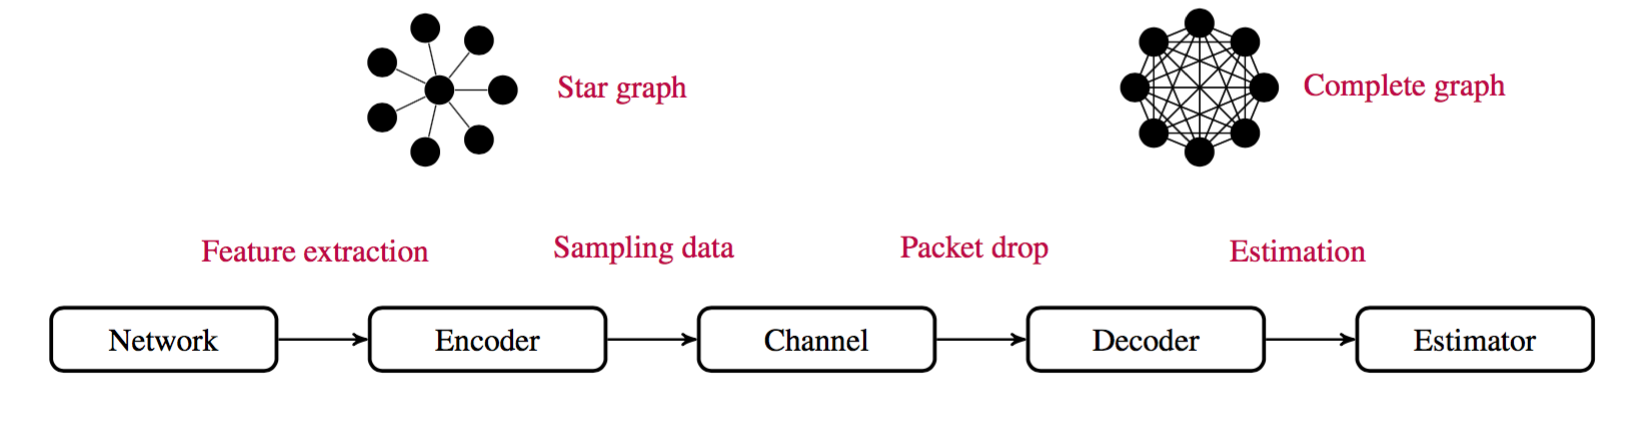 Star graph
Complete graph
Feature extraction
Sampling data
Packet drop
Estimation
Network
Encoder
Channel
Decoder
Estimator